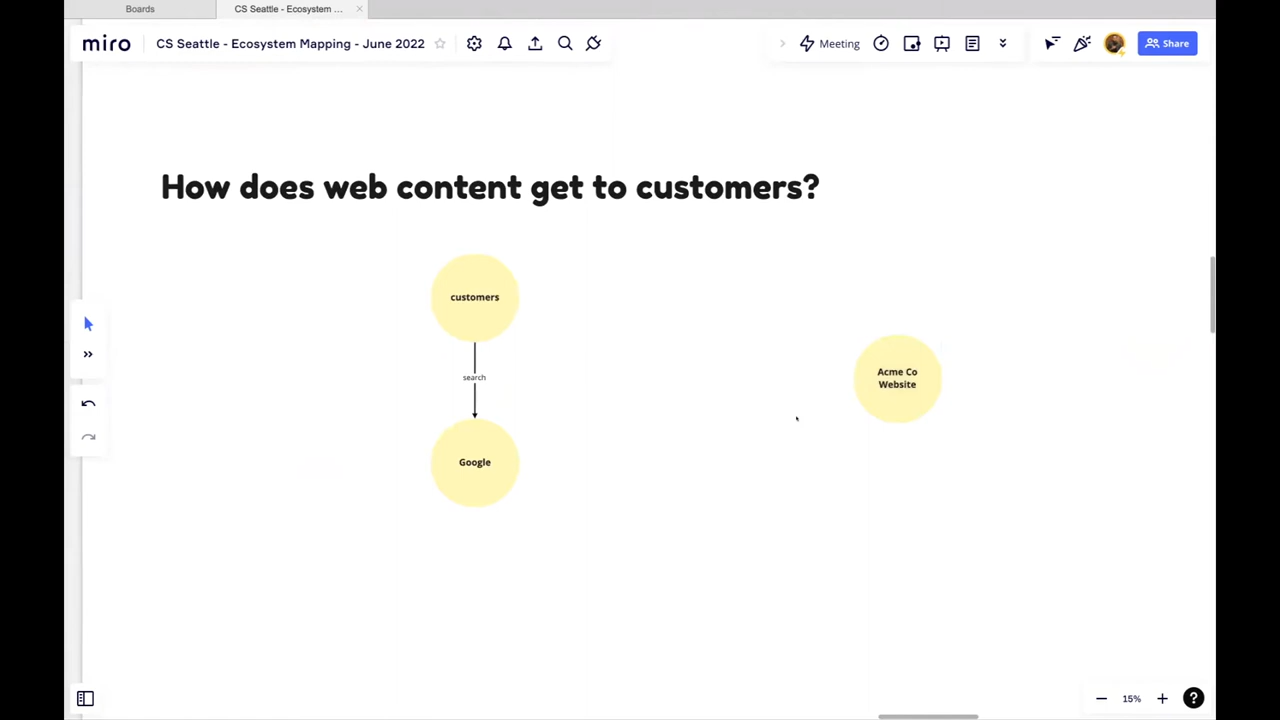 Boards
CS Seattle - Ecosystem ...
miro
CS Seattle - Ecosystem Mapping - June 2022
Meeting
Share
How does web content get to customers?
customers
search
Google
Acme Co
Website
15%